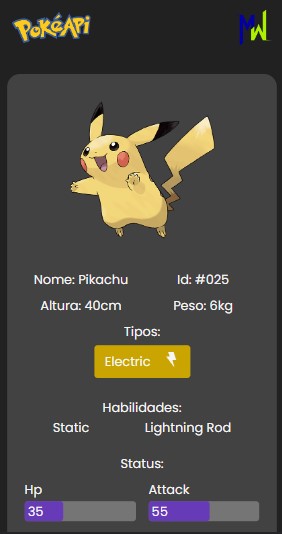 PokéApi
MW
Nome: Pikachu
Id: #025
Altura: 40cm
Peso: 6kg
Tipos:
Electric
Habilidades:
Static
Lightning Rod
Status:
Hp
Attack
35
55